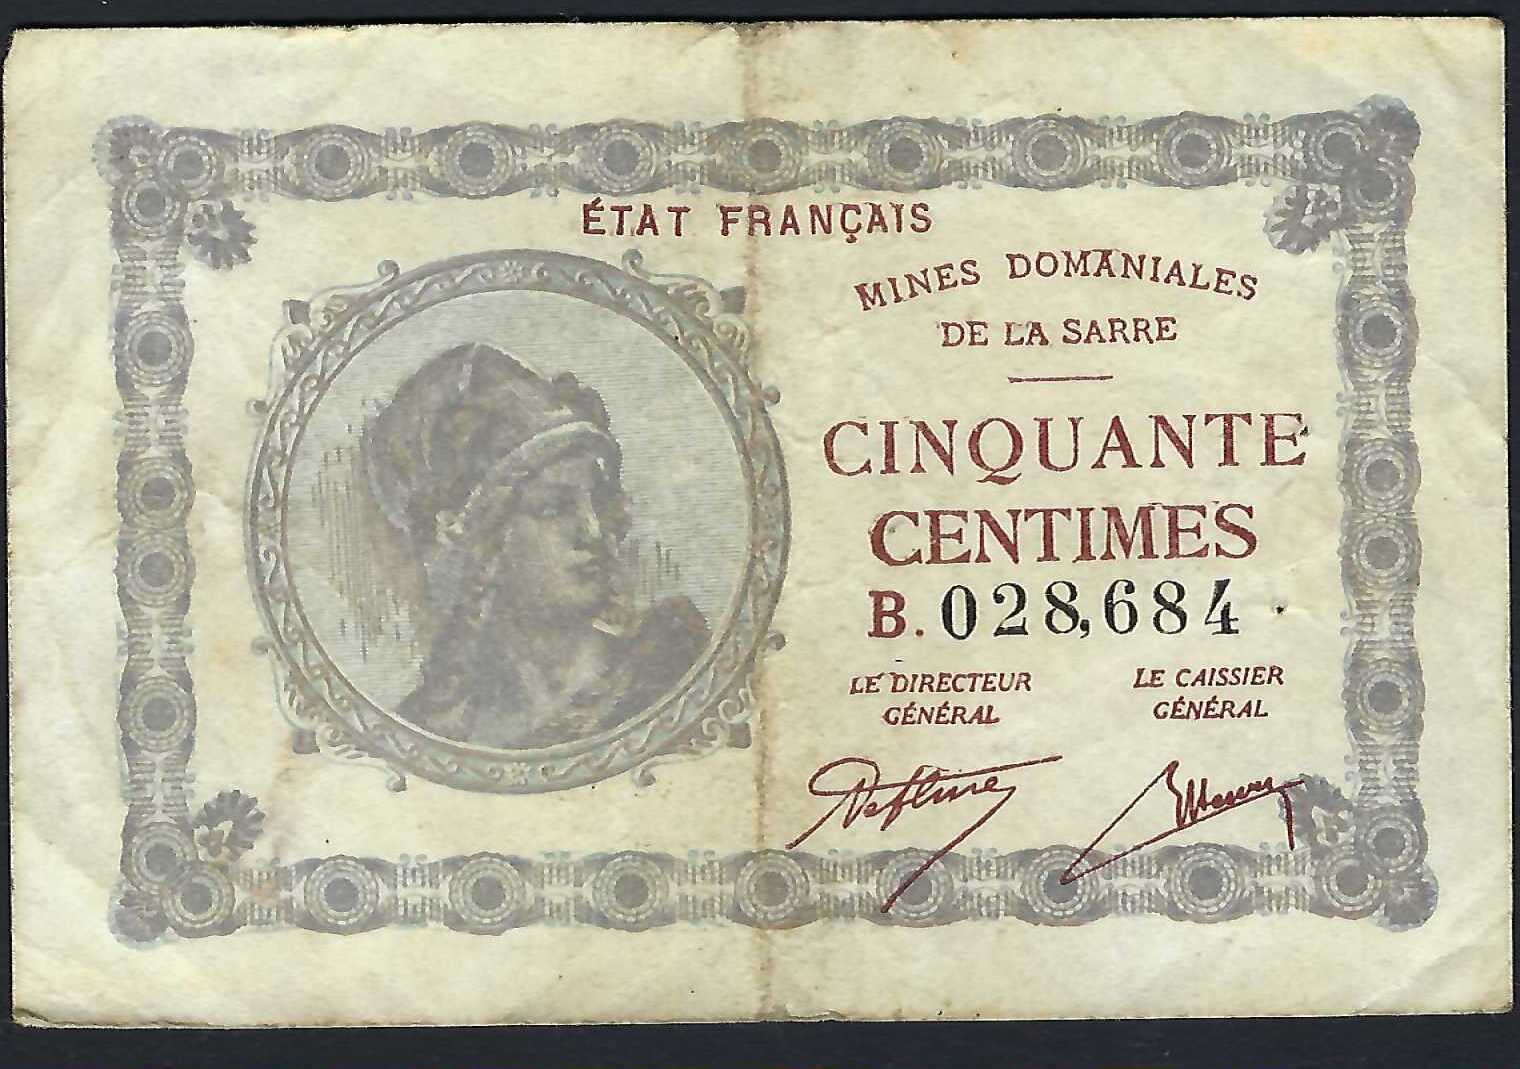 ÉTAT FRANÇAIS
MINES DOMANIALES
DE LA SARRE
CINQUANTE
CENTIMES
B. 028,684
LE DIRECTEUR
GÉNÉRAL
LE CAISSIER
GÉNÉRAL